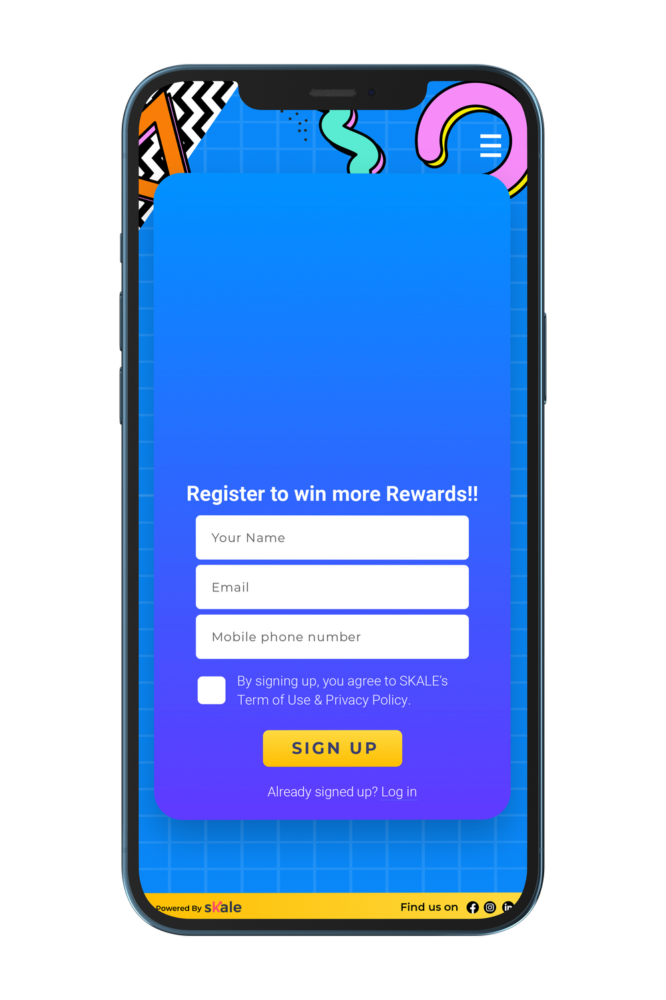 Register to win more Rewards!!
Your Name
Email
Mobile phone number
By signing up, you agree to SKALE’s
Term of Use & Privacy Policy.
SIGN UP
Already signed up? Log in
Powered By skale
Find us on